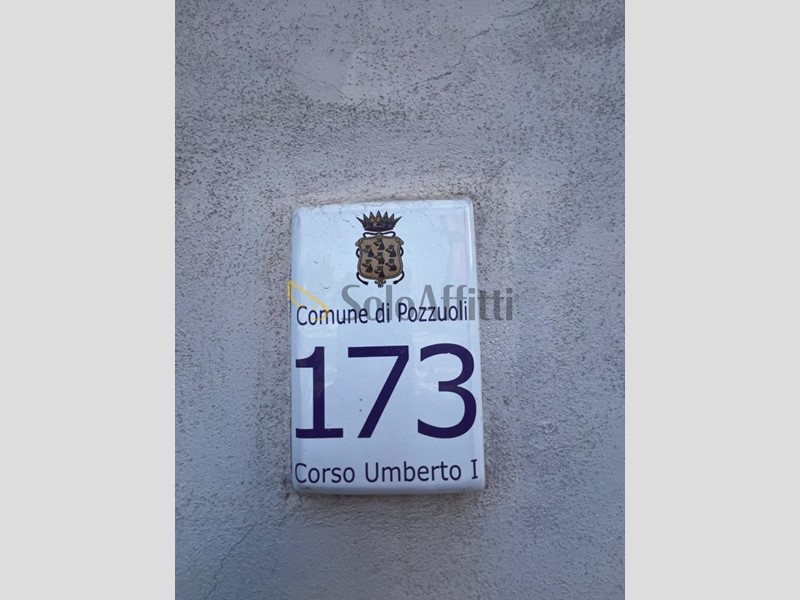 SoloAffitti
Comune di Pozzuoli
173
Corso Umberto I